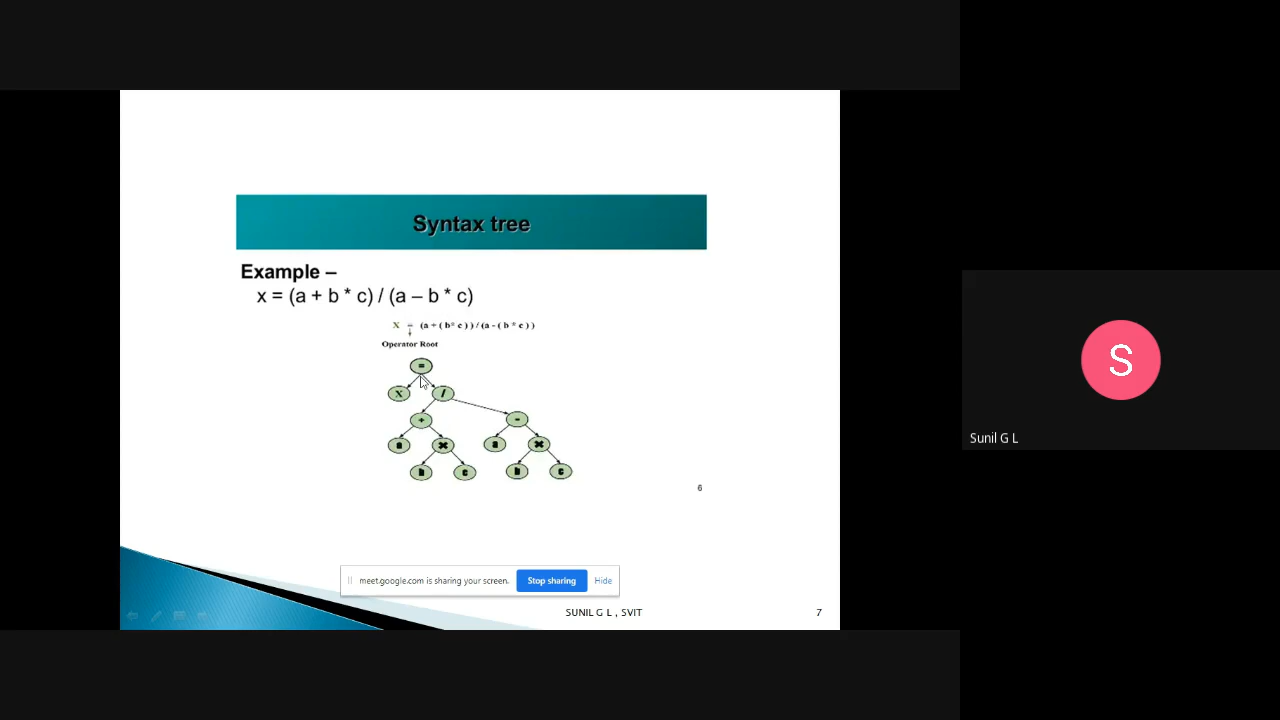 Syntax tree
Example –
x = (a + b * c) / (a – b * c)
X = (a + ( b* c ) ) / (a - ( b * c ) )
Operator Root
=
X /
+ -
a * a *
b c b c
6
meet.google.com is sharing your screen. Stop sharing Hide
SUNIL G L , SVIT 7
S
Sunil G L